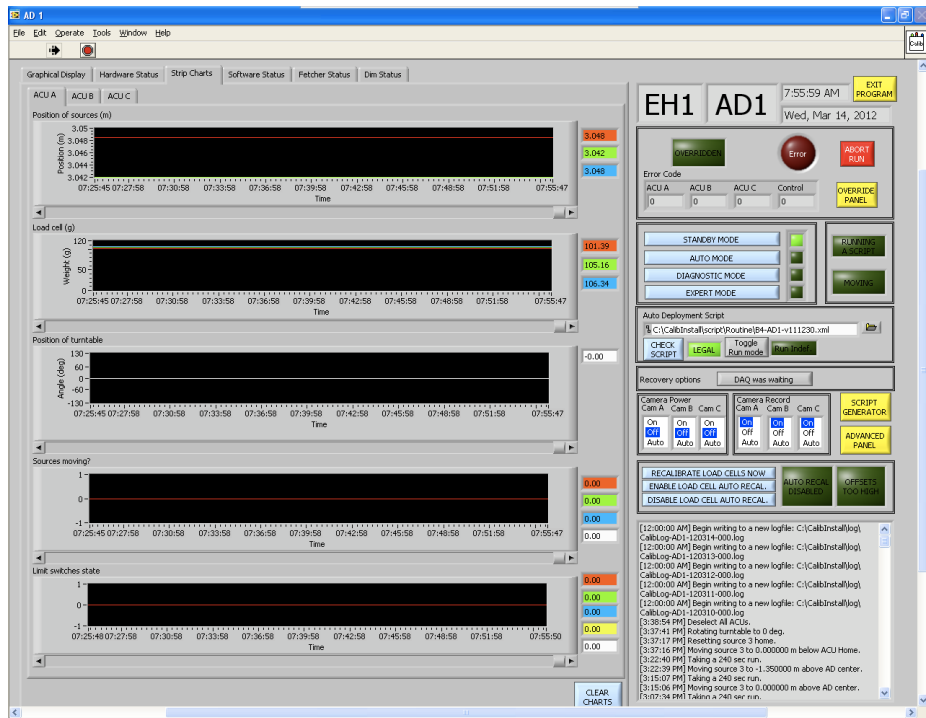 AD 1
File Edit Operate Tools Window Help
Calib
Graphical Display Hardware Status Strip Charts Software Status Fetcher Status Dim Status
ACU A ACU B ACU C
Position of sources (m)
Position (m)
3.05
3.048
3.046
3.044
3.042
07:25:45 07:27:58 07:30:58 07:33:58 07:36:58 07:39:58 07:42:58 07:45:58 07:48:58 07:51:58 07:55:47
Time
3.048
3.042
3.048
Load cell (g)
Weight (g)
120
50
0
07:25:45 07:27:58 07:30:58 07:33:58 07:36:58 07:39:58 07:42:58 07:45:58 07:48:58 07:51:58 07:55:47
Time
101.39
105.16
106.34
Position of turntable
Angle (deg)
130
60
0
-60
-130
07:25:45 07:27:58 07:30:58 07:33:58 07:36:58 07:39:58 07:42:58 07:45:58 07:48:58 07:51:58 07:55:47
Time
-0.00
Sources moving?
1
0
-1
07:25:45 07:27:58 07:30:58 07:33:58 07:36:58 07:39:58 07:42:58 07:45:58 07:48:58 07:51:58 07:55:47
Time
0.00
0.00
0.00
0.00
Limit switches state
1
0
-1
07:25:48 07:27:58 07:30:58 07:33:58 07:36:58 07:39:58 07:42:58 07:45:58 07:48:58 07:51:58 07:55:50
Time
0.00
0.00
0.00
0.00
0.00
CLEAR
CHARTS
EH1 AD1
7:55:59 AM
Wed, Mar 14, 2012
EXIT
PROGRAM
OVERRIDDEN
Error
ABORT
RUN
Error Code
ACU A ACU B ACU C Control
0 0 0 0
OVERRIDE
PANEL
STANDBY MODE
AUTO MODE
DIAGNOSTIC MODE
EXPERT MODE
RUNNING
A SCRIPT
MOVING
Auto Deployment Script
C:\CalibInstall\script\Routine\B4-AD1-v111230.xml
CHECK
SCRIPT
LEGAL
Toggle
Run mode
Run Indef.
Recovery options DAQ was waiting
Camera Power
Cam A Cam B Cam C
On On On
Off Off Off
Auto Auto Auto
Camera Record
Cam A Cam B Cam C
On On On
Off Off Off
Auto Auto Auto
SCRIPT
GENERATOR
ADVANCED
PANEL
RECALIBRATE LOAD CELLS NOW
ENABLE LOAD CELL AUTO RECAL.
DISABLE LOAD CELL AUTO RECAL.
AUTO RECAL
DISABLED
OFFSETS
TOO HIGH
[12:00:00 AM] Begin writing to a new logfile: C:\CalibInstall\log\
CalibLog-AD1-120314-000.log
[12:00:00 AM] Begin writing to a new logfile: C:\CalibInstall\log\
CalibLog-AD1-120313-000.log
[12:00:00 AM] Begin writing to a new logfile: C:\CalibInstall\log\
CalibLog-AD1-120312-000.log
[12:00:00 AM] Begin writing to a new logfile: C:\CalibInstall\log\
CalibLog-AD1-120311-000.log
[12:00:00 AM] Begin writing to a new logfile: C:\CalibInstall\log\
CalibLog-AD1-120310-000.log
[3:38:54 PM] Deselect All ACUs.
[3:37:41 PM] Rotating turntable to 0 deg.
[3:37:17 PM] Resetting source 3 home.
[3:37:16 PM] Moving source 3 to 0.000000 m below ACU Home.
[3:22:40 PM] Taking a 240 sec run.
[3:22:39 PM] Moving source 3 to -1.350000 m above AD center.
[3:15:07 PM] Taking a 240 sec run.
[3:15:06 PM] Moving source 3 to 0.000000 m above AD center.
[3:07:34 PM] Taking a 240 sec run.